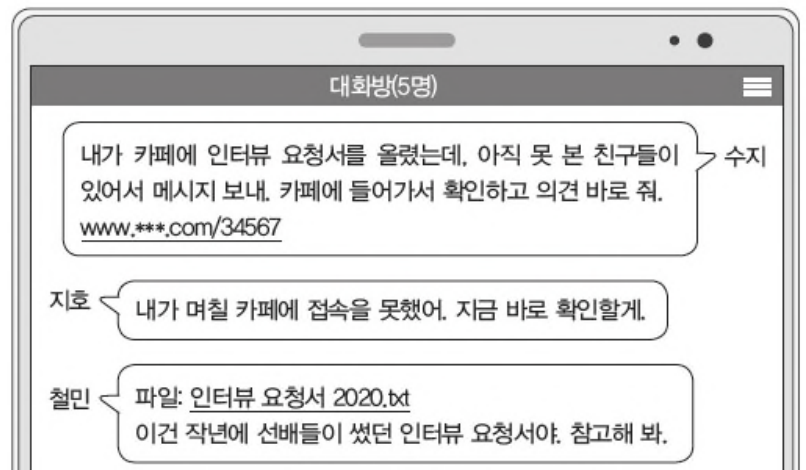 대화방(5명)
내가 카페에 인터뷰 요청서를 올렸는데, 아직 못 본 친구들이
있어서 메시지 보내. 카페에 들어가서 확인하고 의견 바로 줘.
www.***.com/34567
수지
지호
내가 며칠 카페에 접속을 못했어. 지금 바로 확인할게.
철민
파일: 인터뷰 요청서 2020.txt
이건 작년에 선배들이 썼던 인터뷰 요청서야. 참고해 봐.